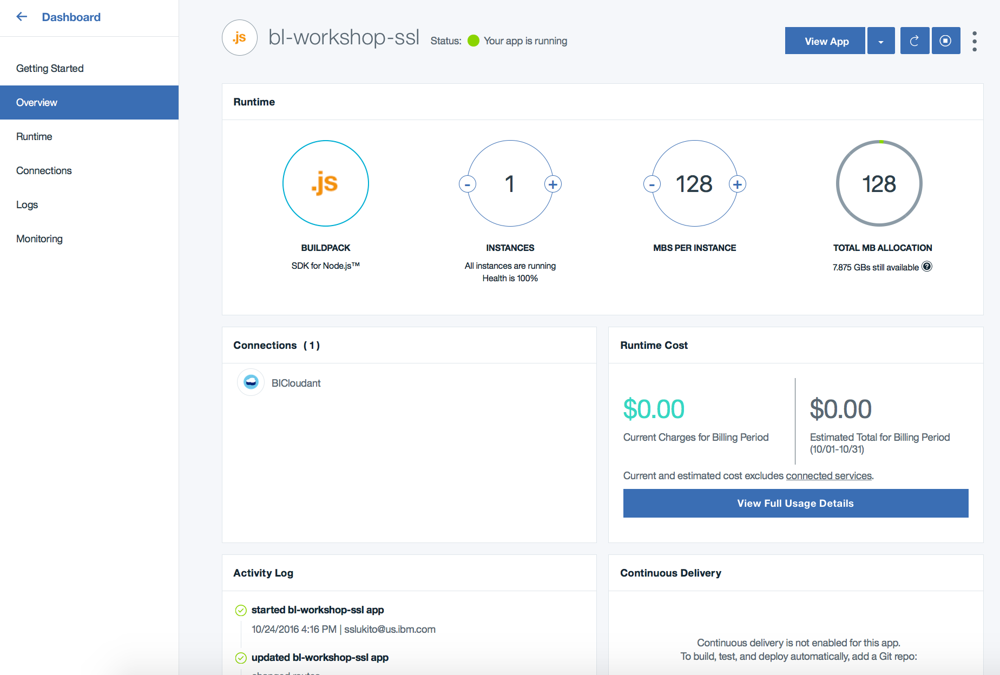 Dashboard
Getting Started
Overview
Runtime
Connections
Logs
Monitoring
.js
bl-workshop-ssl
Status: Your app is running
View App
Runtime
.js
BUILDPACK
SDK for Node.js™
-
1
+
INSTANCES
All instances are running
Health is 100%
-
128
+
MBS PER INSTANCE
128
TOTAL MB ALLOCATION
7.875 GBs still available ?
Connections (1)
BlCloudant
Runtime Cost
$0.00
Current Charges for Billing Period
$0.00
Estimated Total for Billing Period
(10/01-10/31)
Current and estimated cost excludes connected services.
View Full Usage Details
Activity Log
started bl-workshop-ssl app
10/24/2016 4:16 PM | sslukito@us.ibm.com
updated bl-workshop-ssl app
changed routes
Continuous Delivery
Continuous delivery is not enabled for this app.
To build, test, and deploy automatically, add a Git repo: